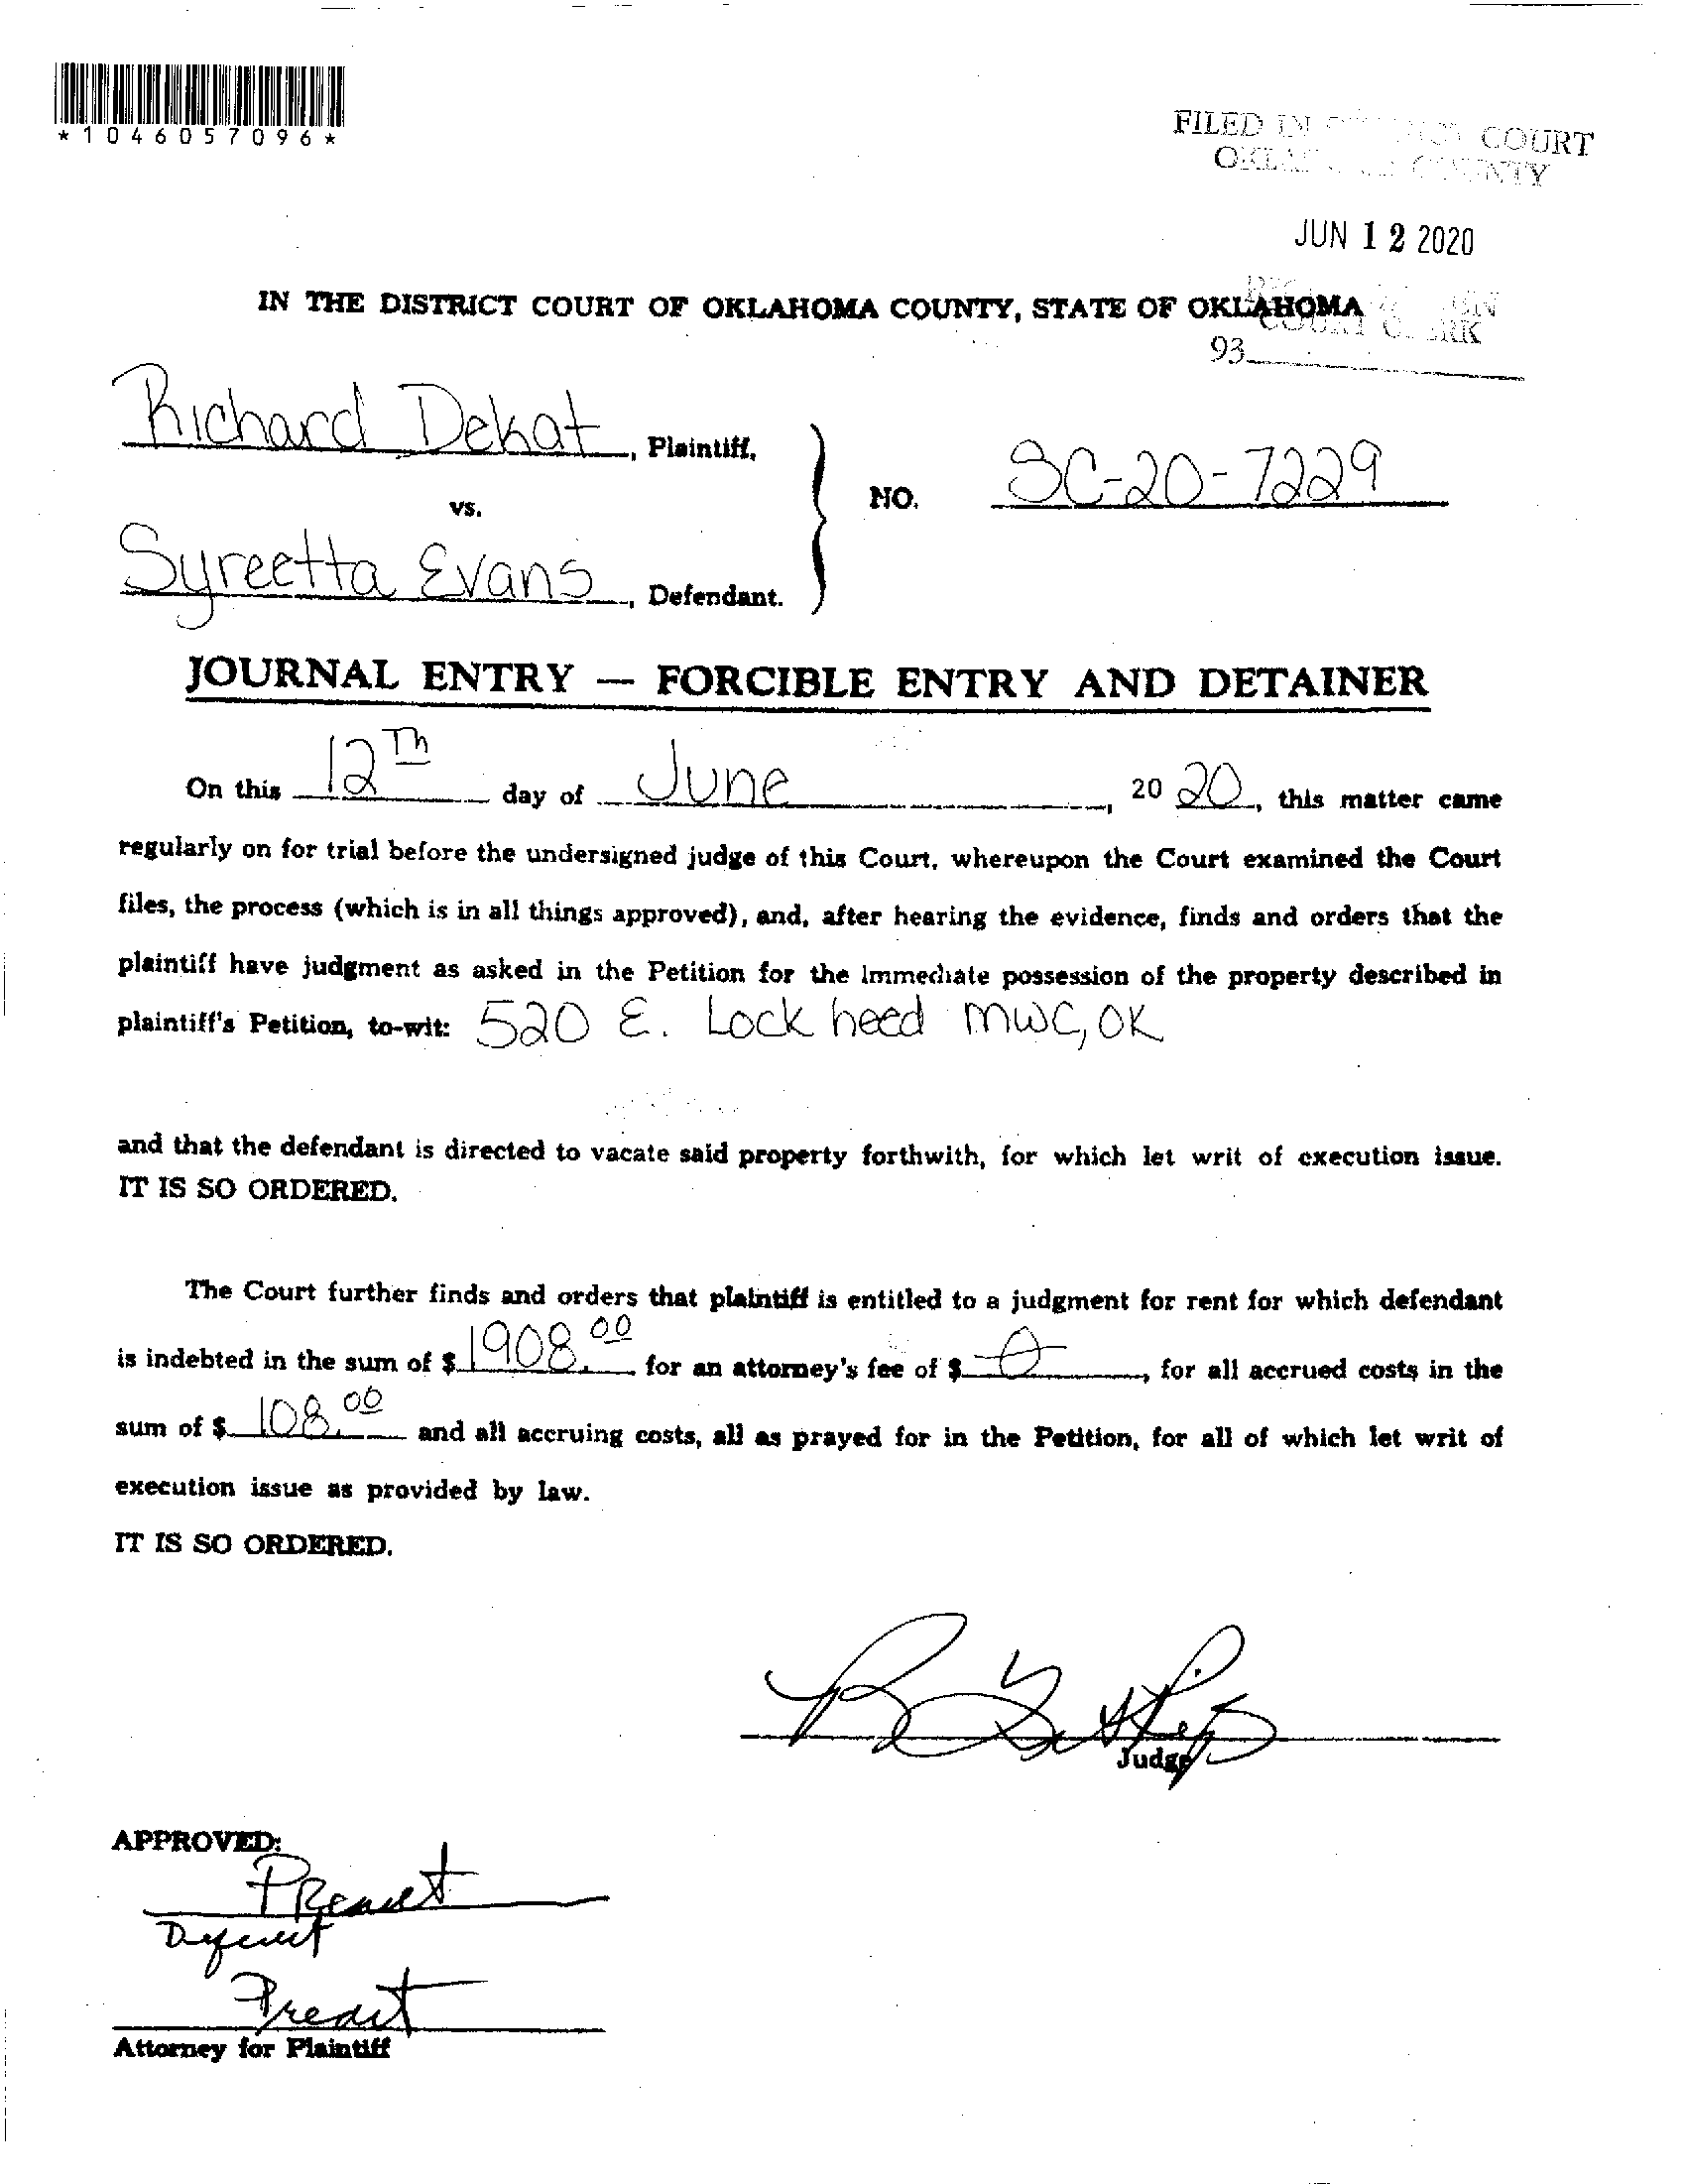 *1046057096*
FILED IN COURT
COUNTY
JUN 12 2020
IN THE DISTRICT COURT OF OKLAHOMA COUNTY, STATE OF OKLAHOMA
COURT CLERK
93
Richard Dekat, Plaintiff,
vs.
NO. SC-20-7229
Syreetta Evans, Defendant.
JOURNAL ENTRY — FORCIBLE ENTRY AND DETAINER
On this 12Th day of June, 20 20, this matter came
regularly on for trial before the undersigned judge of this Court, whereupon the Court examined the Court
files, the process (which is in all things approved), and, after hearing the evidence, finds and orders that the
plaintiff have judgment as asked in the Petition for the immediate possession of the property described in
plaintiff's Petition, to-wit: 520 E. Lockheed MWC, OK
and that the defendant is directed to vacate said property forthwith, for which let writ of execution issue.
IT IS SO ORDERED.
The Court further finds and orders that plaintiff is entitled to a judgment for rent for which defendant
is indebted in the sum of $ 1908.00 for an attorney's fee of $ 0, for all accrued costs in the
sum of $ 108.00 and all accruing costs, all as prayed for in the Petition, for all of which let writ of
execution issue as provided by law.
IT IS SO ORDERED.
Judge
APPROVED:
Attorney for Plaintiff